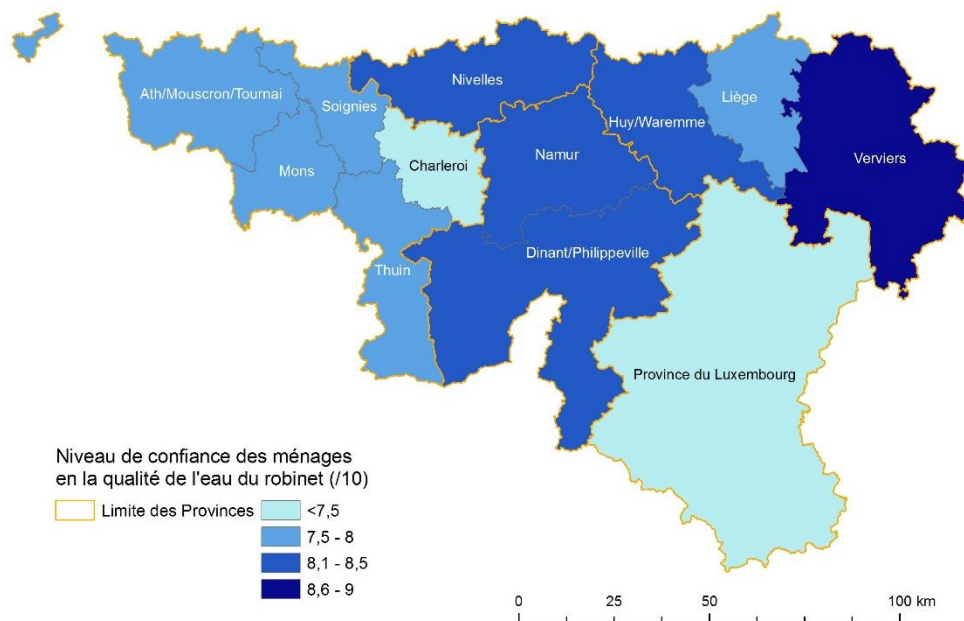 Nivelles
Ath/Mouscron/Tournai
Liège
Soignies
Huy/Waremme
Namur
Charleroi
Verviers
Mons
Dinant/Philippeville
Thuin
Province du Luxembourg
Niveau de confiance des ménages
en la qualité de l'eau du robinet (/10)
Limite des Provinces
<7,5
7,5 - 8
8,1 - 8,5
8,6 - 9
0 25 50 100 km